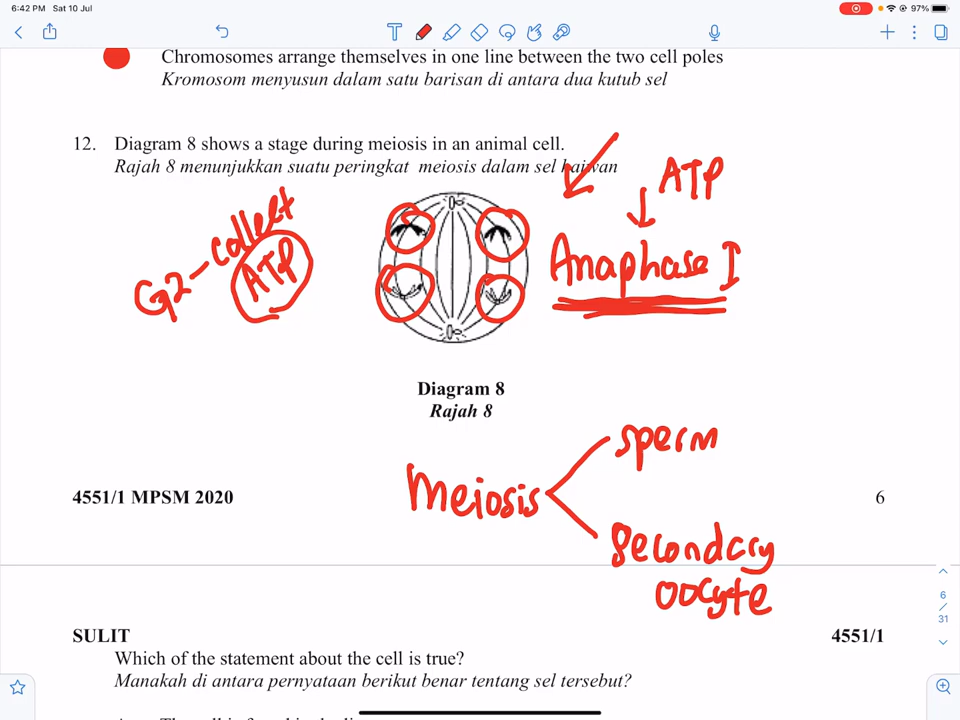 6:42 PM Sat 10 Jul
97%
Chromosomes arrange themselves in one line between the two cell poles
Kromosom menyusun dalam satu barisan di antara dua kutub sel
12. Diagram 8 shows a stage during meiosis in an animal cell.
Rajah 8 menunjukkan suatu peringkat meiosis dalam sel haiwan
ATP
G2 - collect
ATP
Anaphase I
Diagram 8
Rajah 8
sperm
meiosis
4551/1 MPSM 2020
6
secondary
oocyte
6
/
31
SULIT
4551/1
Which of the statement about the cell is true?
Manakah di antara pernyataan berikut benar tentang sel tersebut?